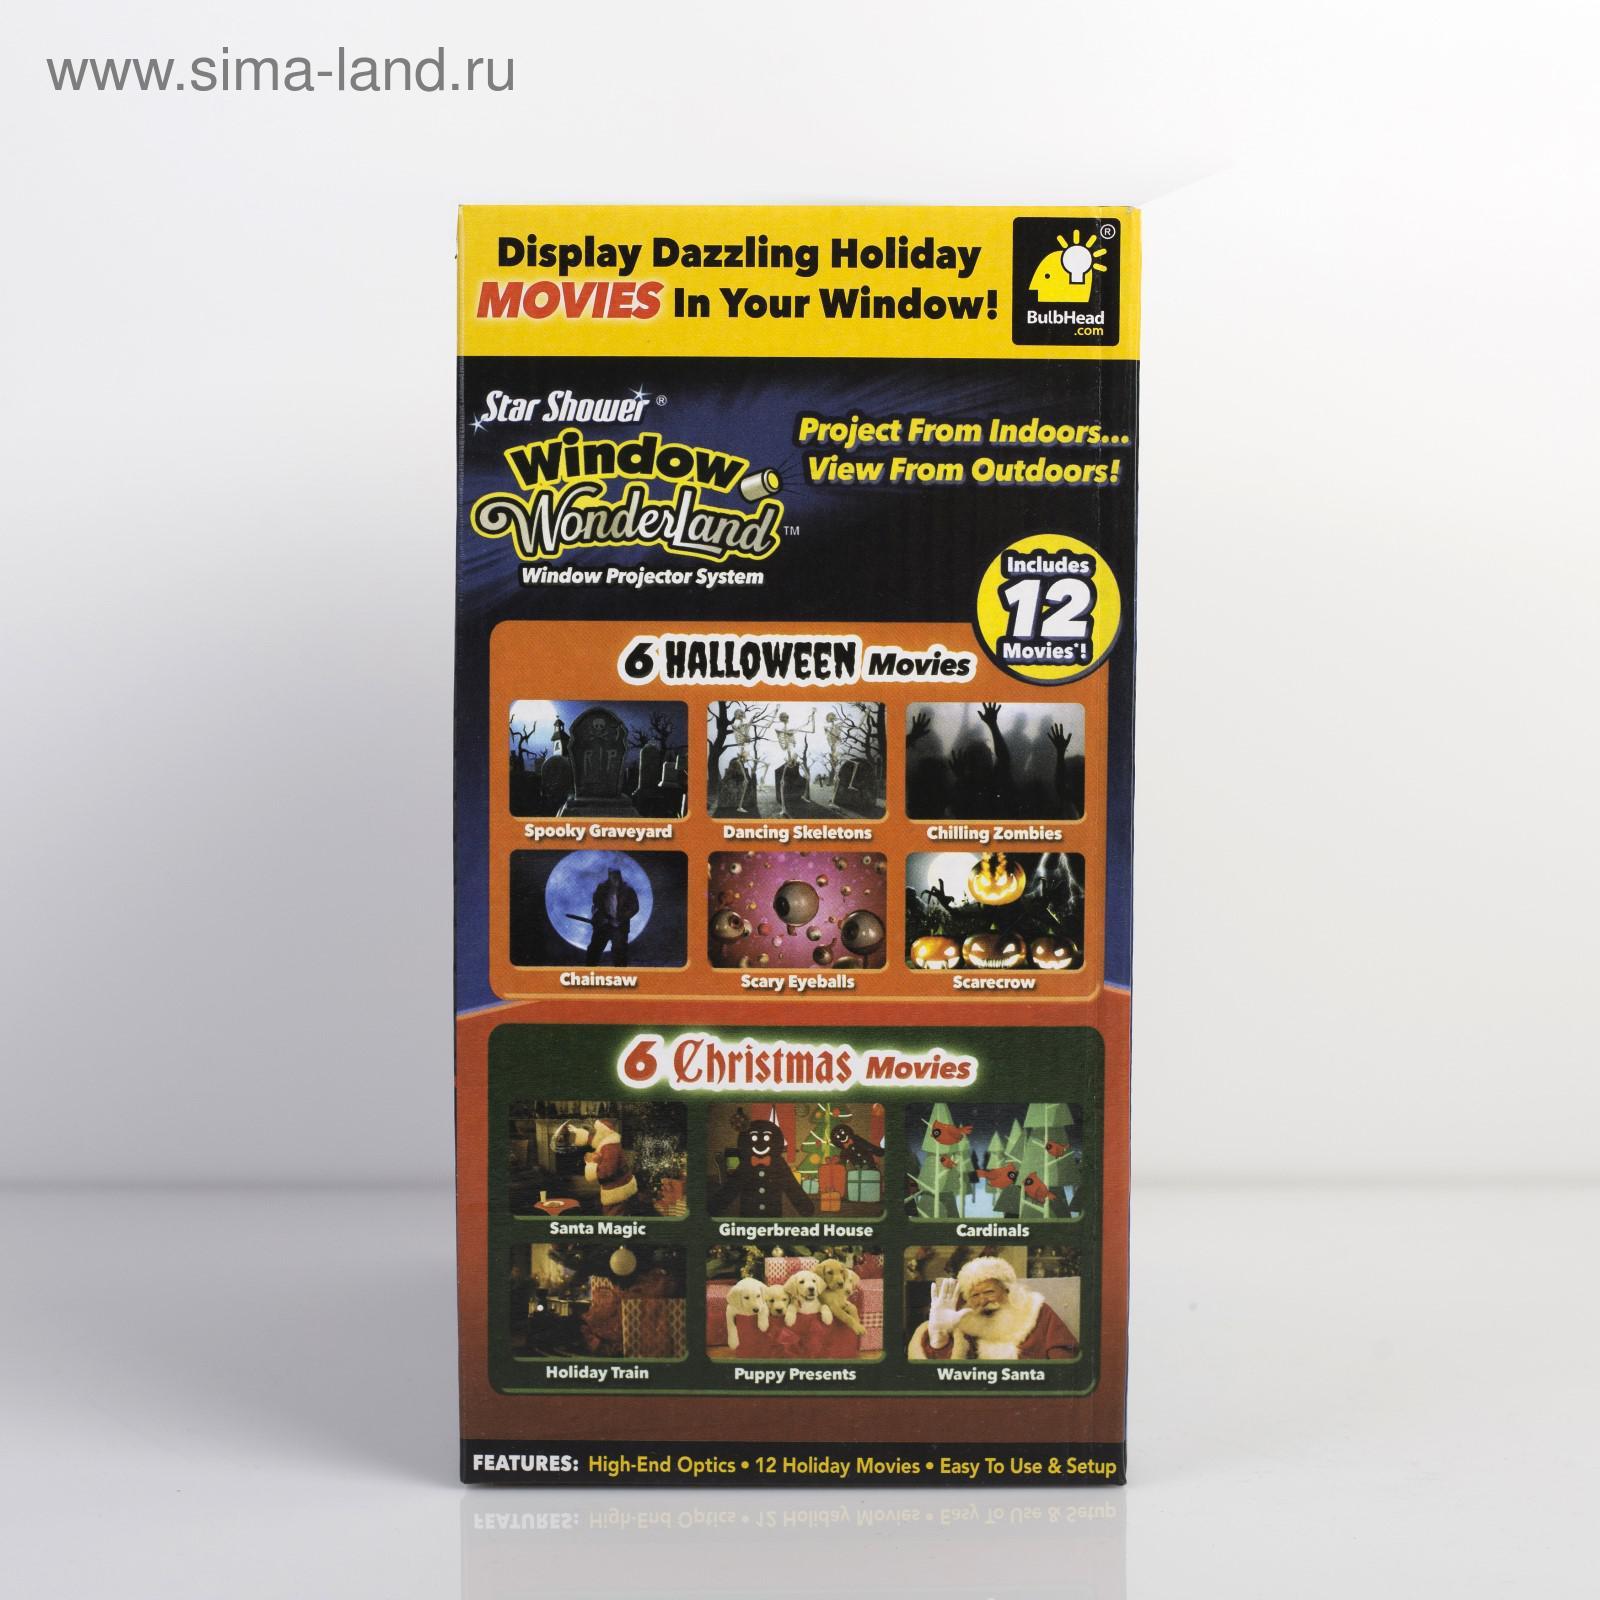 www.sima-land.ru
Display Dazzling Holiday
MOVIES In Your Window!
®
BulbHead
.com
Star Shower®
Window
Wonderland™
Window Projector System
Project From Indoors...
View From Outdoors!
Includes
12
Movies*!
6 HALLOWEEN Movies
RIP
Spooky Graveyard
Dancing Skeletons
Chilling Zombies
Chainsaw
Scary Eyeballs
Scarecrow
6 Christmas Movies
Santa Magic
Gingerbread House
Cardinals
Holiday Train
Puppy Presents
Waving Santa
FEATURES: High-End Optics • 12 Holiday Movies • Easy To Use & Setup